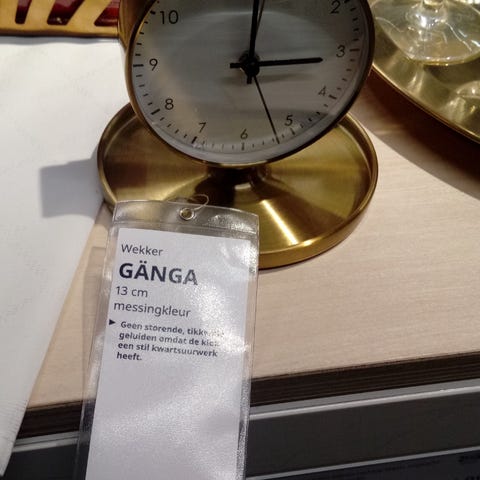 10
2
9
3
8
4
7
6
5
Wekker
GÄNGA
13 cm
messingkleur
▶ Geen storende,
geluiden omdat de klok
een stil kwartsuurwerk
heeft.